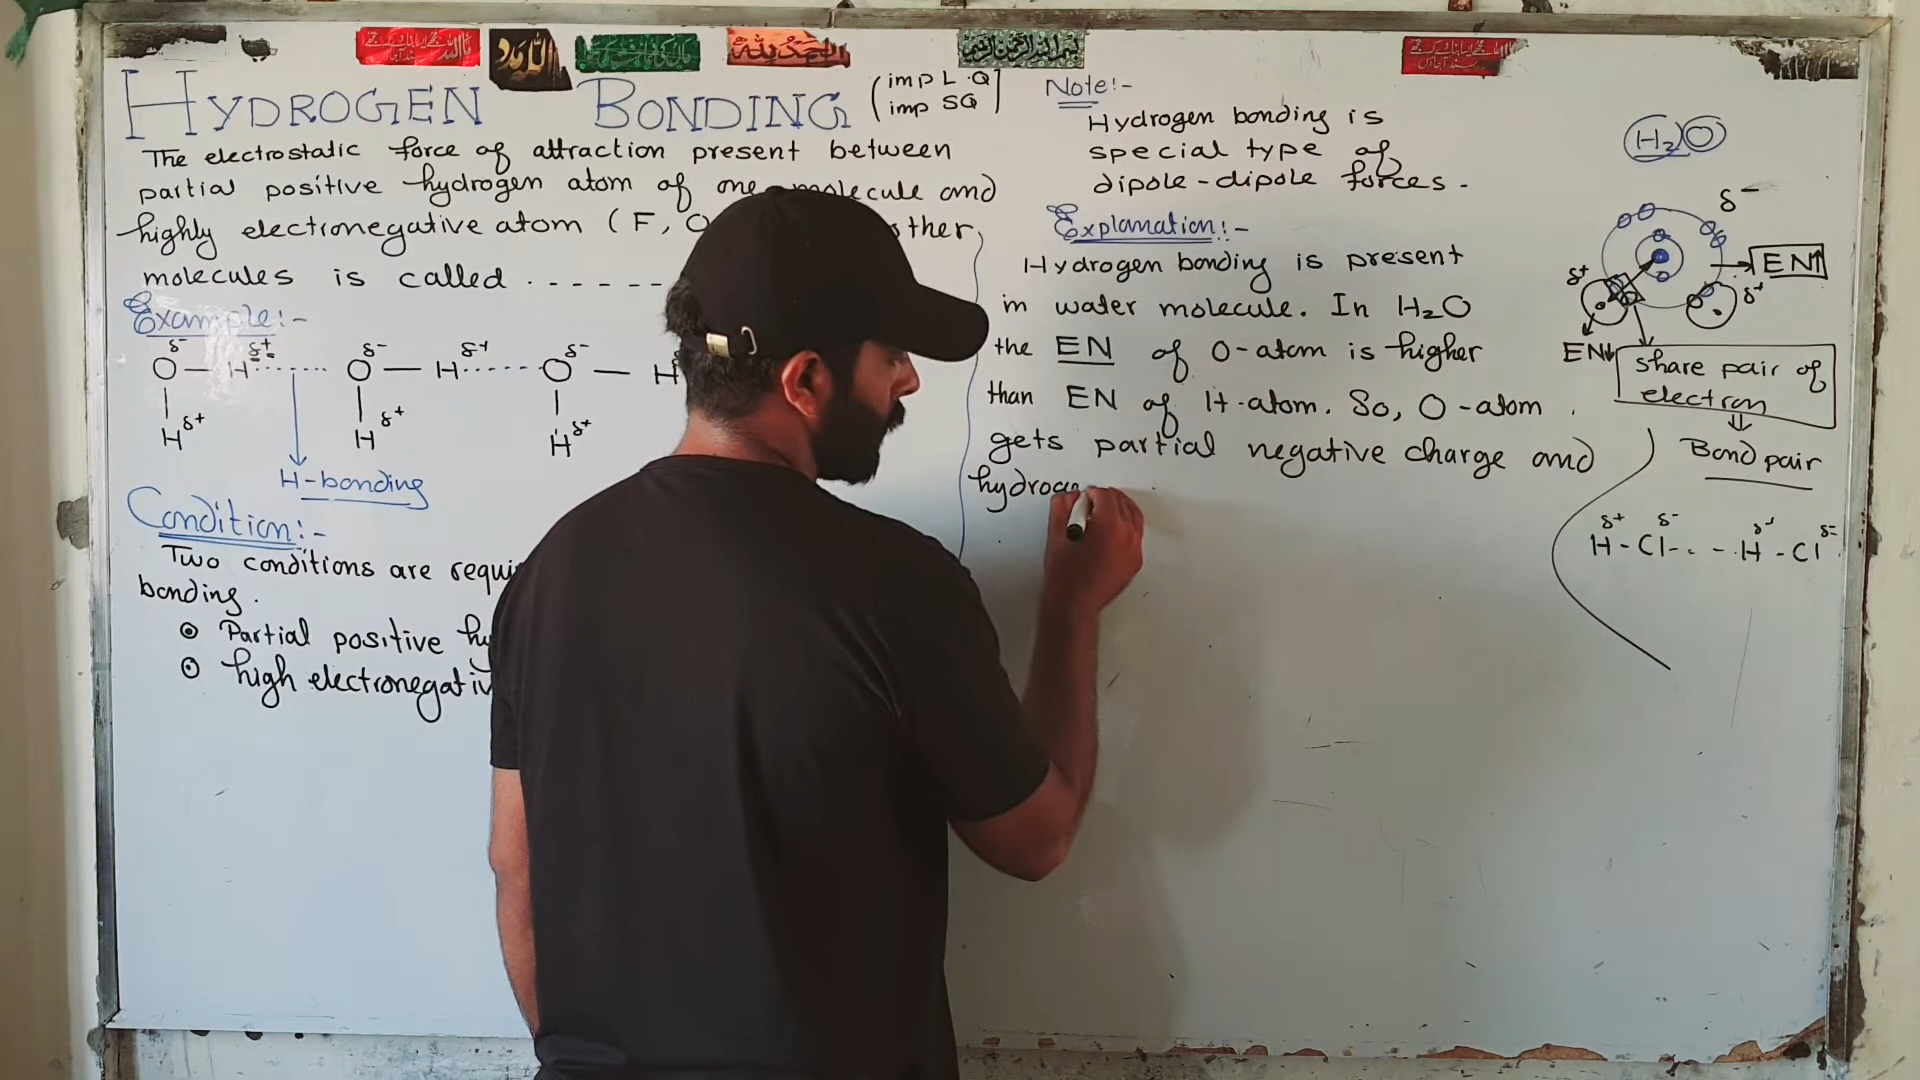 HYDROGEN BONDING (imp L.Q
imp SQ]
The electrostatic force of attraction present between
partial positive hydrogen atom of one molecule and
highly electronegative atom (F, O
molecules is called - - - - - -
Example:-
δ- δ+ δ- δ+ δ-
O — H ...... O — H ...... O — H
H δ+ H δ+ H δ+
H-bonding
Condition:-
Two conditions are
bonding.
Partial positive
high
Note:-
Hydrogen bonding is
special type of
dipole-dipole forces.
Explanation:-
Hydrogen bonding is present
in water molecule. In H₂O
the EN of O-atom is higher
than EN of H-atom. So, O-atom
gets partial negative charge and
H₂O
δ-
EN↑
δ+ δ+
EN↓
share pair of
electron
⇓
Bond pair
δ+ δ- δ+ δ-
H - Cl - - - H - Cl